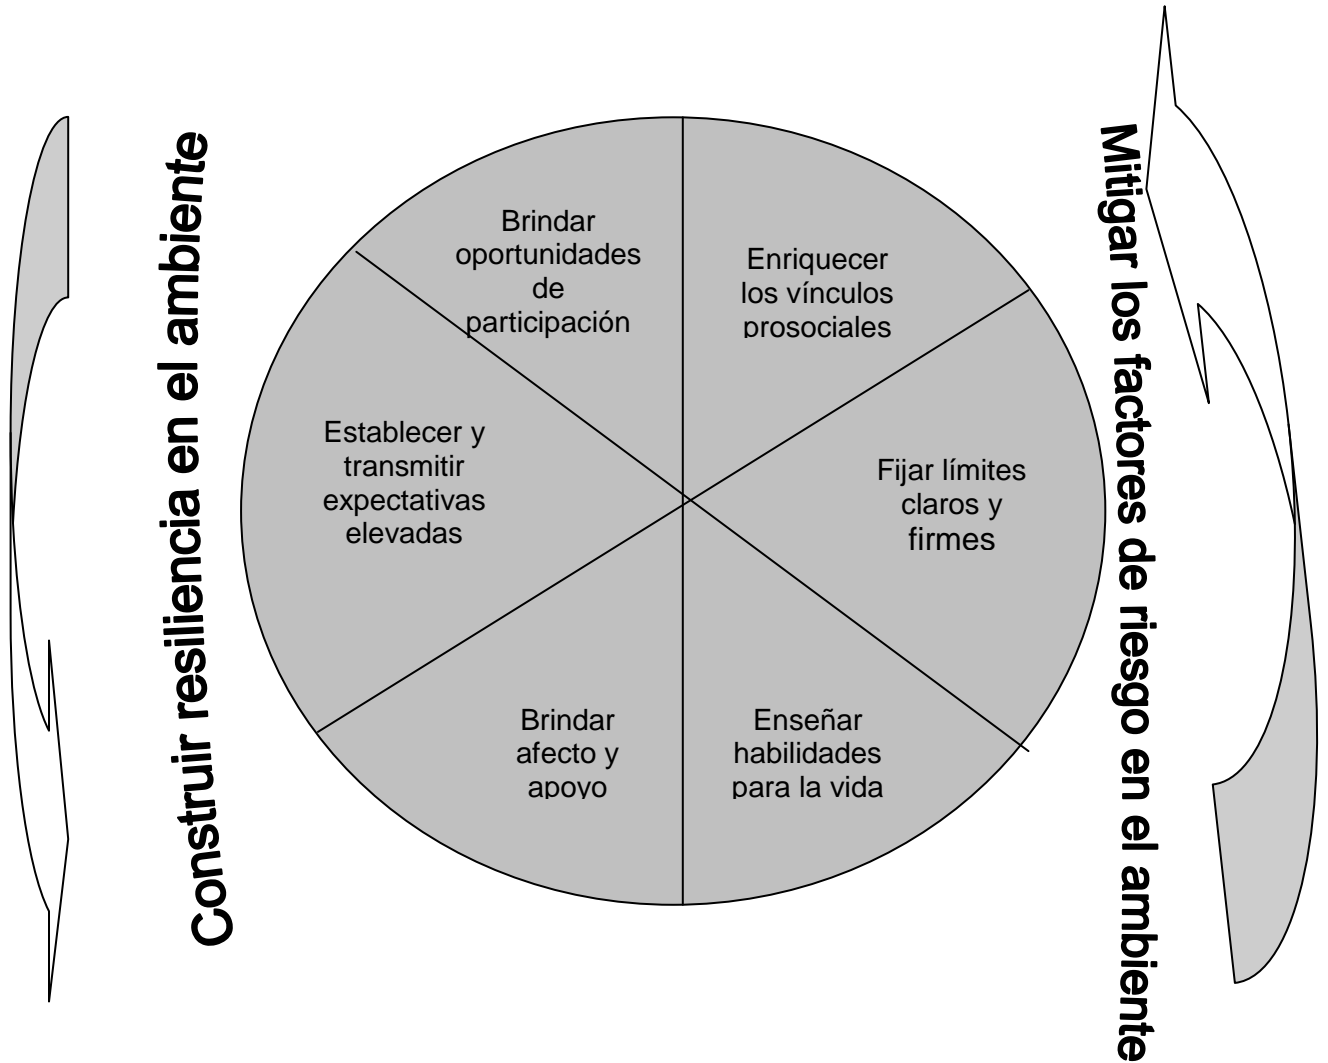 Construir resiliencia en el ambiente
Brindar
oportunidades
de
participación
Enriquecer
los vínculos
prosociales
Establecer y
transmitir
expectativas
elevadas
Fijar límites
claros y
firmes
Brindar
afecto y
apoyo
Enseñar
habilidades
para la vida
Mitigar los factores de riesgo en el ambiente